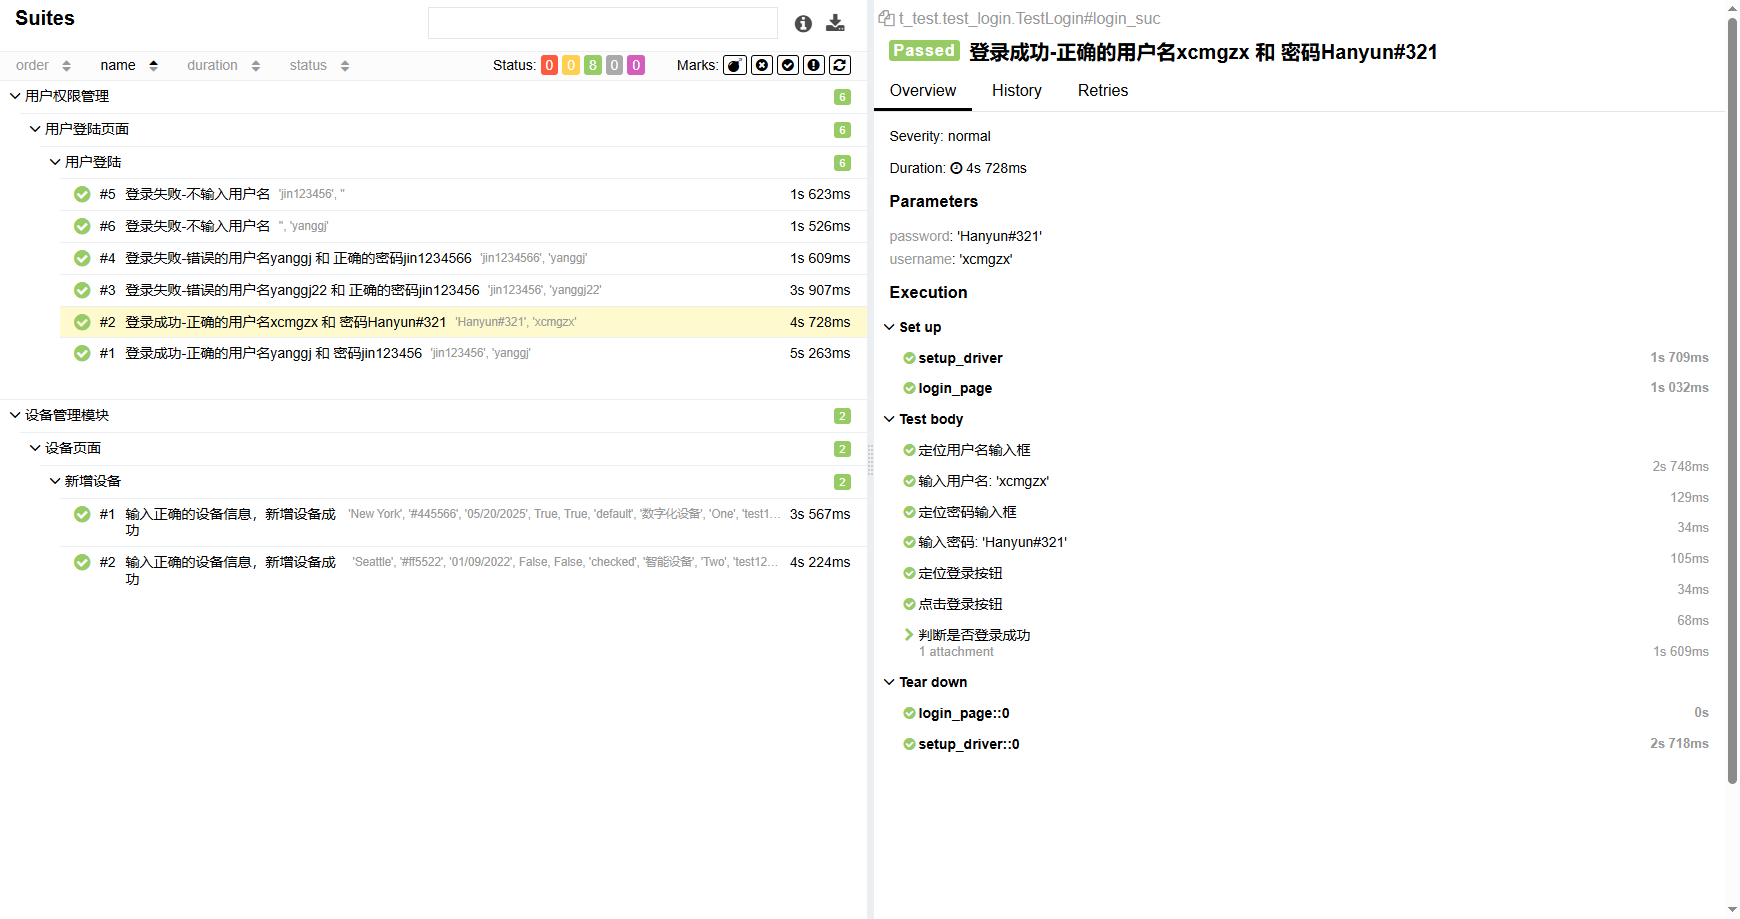 Suites
order name duration status Status: 0 0 8 0 0 Marks:
用户权限管理 6
用户登陆页面 6
用户登陆 6
#5 登录失败-不输入用户名 'jin123456', '' 1s 623ms
#6 登录失败-不输入用户名 '', 'yanggj' 1s 526ms
#4 登录失败-错误的用户名yanggj 和 正确的密码jin1234566 'jin1234566', 'yanggj' 1s 609ms
#3 登录失败-错误的用户名yanggj22 和 正确的密码jin123456 'jin123456', 'yanggj22' 3s 907ms
#2 登录成功-正确的用户名xcmgzx 和 密码Hanyun#321 'Hanyun#321', 'xcmgzx' 4s 728ms
#1 登录成功-正确的用户名yanggj 和 密码jin123456 'jin123456', 'yanggj' 5s 263ms
设备管理模块 2
设备页面 2
新增设备 2
#1 输入正确的设备信息，新增设备成功 'New York', '#445566', '05/20/2025', True, True, 'default', '数字化设备', 'One', 'test1... 3s 567ms
#2 输入正确的设备信息，新增设备成功 'Seattle', '#ff5522', '01/09/2022', False, False, 'checked', '智能设备', 'Two', 'test12... 4s 224ms
t_test.test_login.TestLogin#login_suc
Passed 登录成功-正确的用户名xcmgzx 和 密码Hanyun#321
Overview History Retries
Severity: normal
Duration: 4s 728ms
Parameters
password: 'Hanyun#321'
username: 'xcmgzx'
Execution
Set up
setup_driver 1s 709ms
login_page 1s 032ms
Test body
定位用户名输入框 2s 748ms
输入用户名: 'xcmgzx' 129ms
定位密码输入框 34ms
输入密码: 'Hanyun#321' 105ms
定位登录按钮 34ms
点击登录按钮 68ms
判断是否登录成功
1 attachment 1s 609ms
Tear down
login_page::0 0s
setup_driver::0 2s 718ms